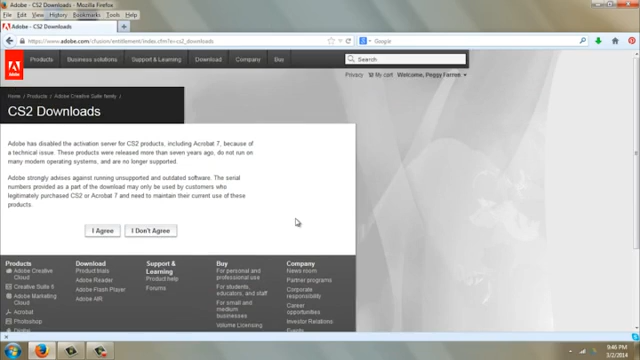 Adobe - CS2 Downloads - Mozilla Firefox
File Edit View History Bookmarks Tools Help
Adobe - CS2 Downloads
https://www.adobe.com/cfusion/entitlement/index.cfm?e=cs2_downloads
Google
Adobe
Products Business solutions Support & Learning Download Company Buy
Search
Privacy My cart Welcome, Peggy Farren
Home / Products / Adobe Creative Suite family /
CS2 Downloads
Adobe has disabled the activation server for CS2 products, including Acrobat 7, because of
a technical issue. These products were released more than seven years ago, do not run on
many modern operating systems, and are no longer supported.
Adobe strongly advises against running unsupported and outdated software. The serial
numbers provided as a part of the download may only be used by customers who
legitimately purchased CS2 or Acrobat 7 and need to maintain their current use of these
products.
I Agree I Don't Agree
Products
Adobe Creative
Cloud
Creative Suite 6
Adobe Marketing
Cloud
Acrobat
Photoshop
Download
Product trials
Adobe Reader
Adobe Flash Player
Adobe AIR
Support &
Learning
Product help
Forums
Buy
For personal and
professional use
For students,
educators, and staff
For small and
medium
businesses
Volume Licensing
Company
News room
Partner programs
Corporate
responsibility
Career
opportunities
Investor Relations
Events
9:46 PM
3/2/2014